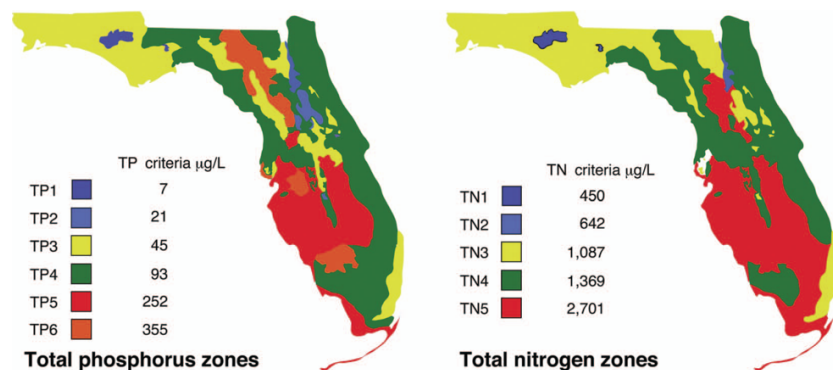 TP criteria µg/L
TP1 7
TP2 21
TP3 45
TP4 93
TP5 252
TP6 355
Total phosphorus zones
TN criteria µg/L
TN1 450
TN2 642
TN3 1,087
TN4 1,369
TN5 2,701
Total nitrogen zones